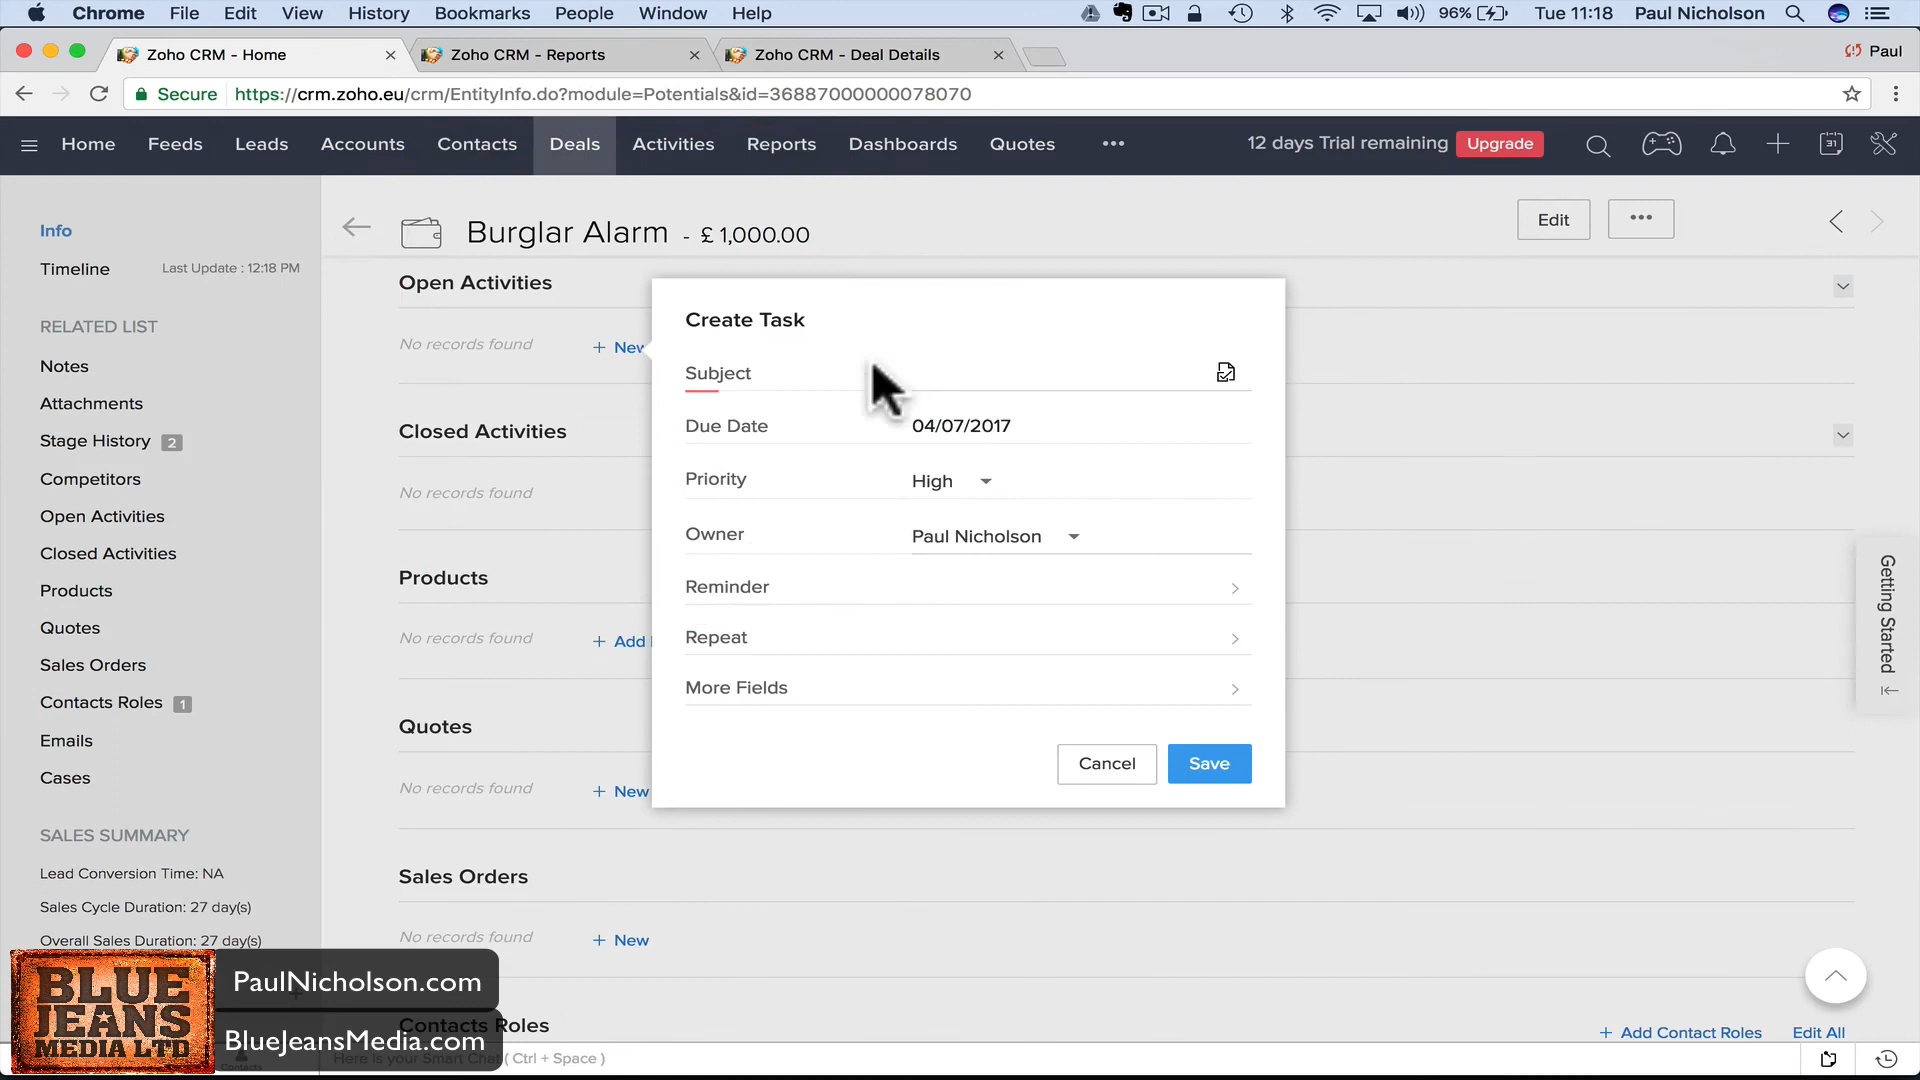 Chrome File Edit View History Bookmarks People Window Help 96% Tue 11:18 Paul Nicholson
Zoho CRM - Home Zoho CRM - Reports Zoho CRM - Deal Details Paul
Secure https://crm.zoho.eu/crm/EntityInfo.do?module=Potentials&id=36887000000078070
Home Feeds Leads Accounts Contacts Deals Activities Reports Dashboards Quotes 12 days Trial remaining Upgrade 31
Info
Timeline Last Update : 12:18 PM
RELATED LIST
Notes
Attachments
Stage History 2
Competitors
Open Activities
Closed Activities
Products
Quotes
Sales Orders
Contacts Roles 1
Emails
Cases
SALES SUMMARY
Lead Conversion Time: NA
Sales Cycle Duration: 27 day(s)
Overall Sales Duration: 27 day(s)
Burglar Alarm - £ 1,000.00
Edit
Open Activities
No records found + New
Closed Activities
No records found
Products
No records found + Add
Quotes
No records found + New
Sales Orders
No records found + New
Contacts Roles
+ Add Contact Roles Edit All
Create Task
Subject
Due Date 04/07/2017
Priority High
Owner Paul Nicholson
Reminder
Repeat
More Fields
Cancel Save
Getting Started
BLUE
JEANS
MEDIA LTD
PaulNicholson.com
BlueJeansMedia.com
Here is your Smart Chat ( Ctrl + Space )
Contacts